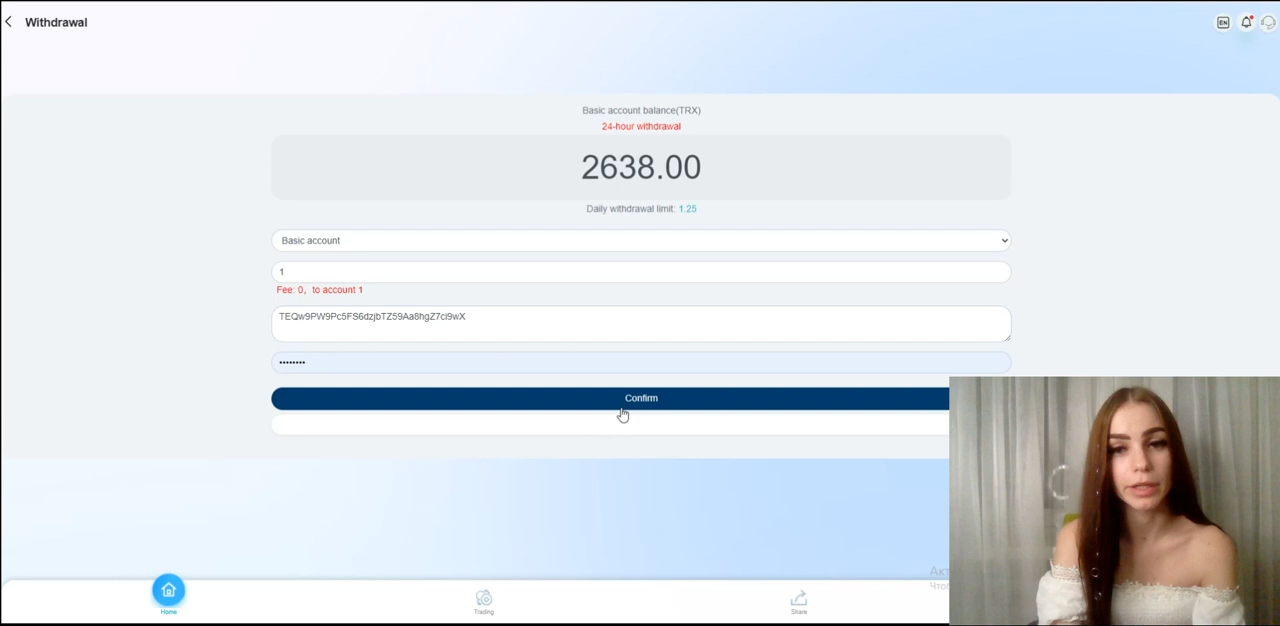 Withdrawal
EN
Basic account balance(TRX)
24-hour withdrawal
2638.00
Daily withdrawal limit: 1.25
Basic account
1
Fee: 0, to account 1
TEQw9PW9Pc5FS6dzjbTZ59Aa8hgZ7ci9wX
••••••••
Confirm
Home
Trading
Share